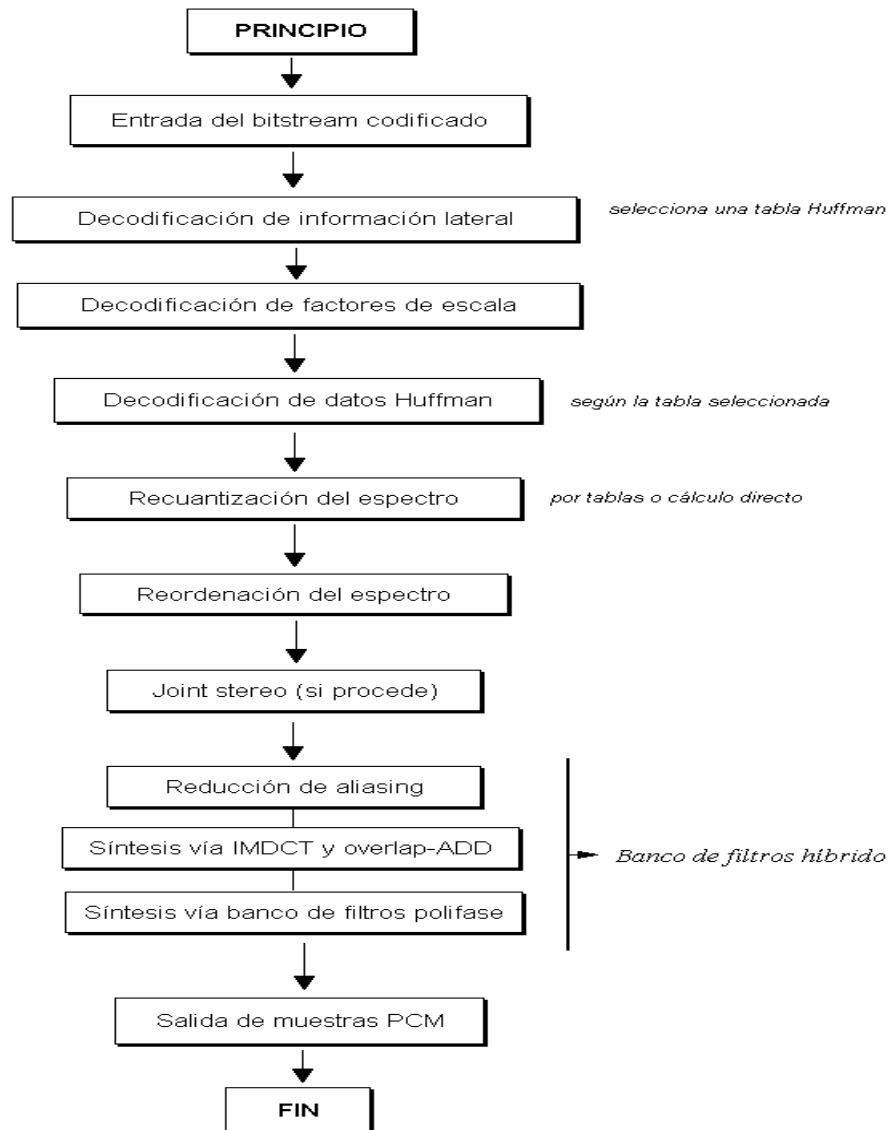 PRINCIPIO
Entrada del bitstream codificado
Decodificación de información lateral
selecciona una tabla Huffman
Decodificación de factores de escala
Decodificación de datos Huffman
según la tabla seleccionada
Recuantización del espectro
por tablas o cálculo directo
Reordenación del espectro
Joint stereo (si procede)
Reducción de aliasing
Síntesis vía IMDCT y overlap-ADD
Banco de filtros híbrido
Síntesis vía banco de filtros polifase
Salida de muestras PCM
FIN